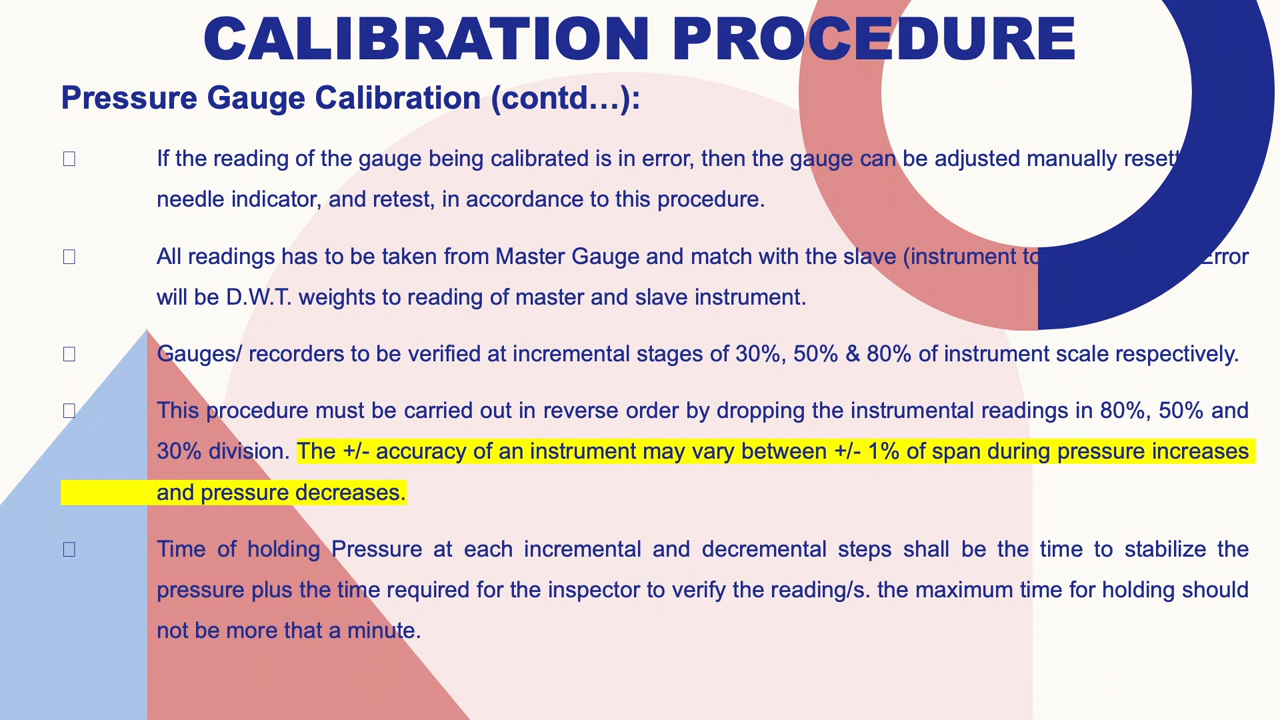 CALIBRATION PROCEDURE
Pressure Gauge Calibration (contd…):
If the reading of the gauge being calibrated is in error, then the gauge can be adjusted manually
needle indicator, and retest, in accordance to this procedure.
All readings has to be taken from Master Gauge and match with the slave (instrument to Error
will be D.W.T. weights to reading of master and slave instrument.
Gauges/ recorders to be verified at incremental stages of 30%, 50% & 80% of instrument scale respectively.
This procedure must be carried out in reverse order by dropping the instrumental readings in 80%, 50% and
30% division. The +/- accuracy of an instrument may vary between +/- 1% of span during pressure increases
and pressure decreases.
Time of holding Pressure at each incremental and decremental steps shall be the time to stabilize the
pressure plus the time required for the inspector to verify the reading/s. the maximum time for holding should
not be more that a minute.